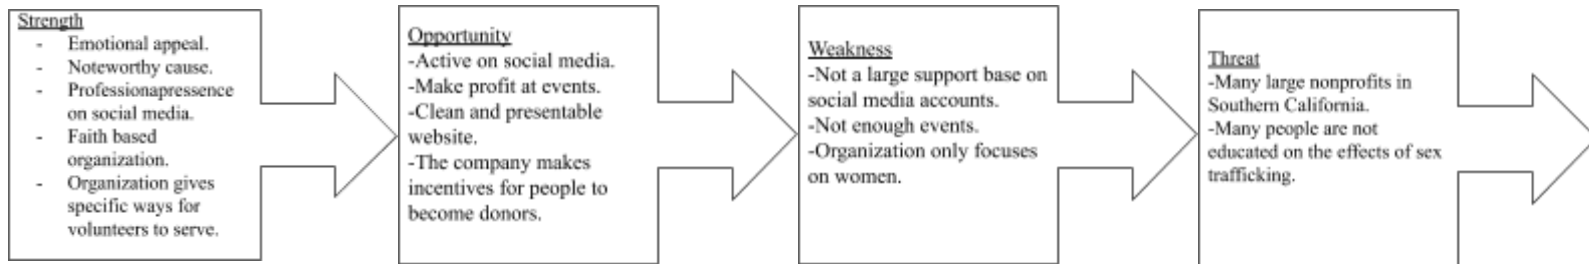 Strength
- Emotional appeal.
- Noteworthy cause.
- Professionapressence
on social media.
- Faith based
organization.
- Organization gives
specific ways for
volunteers to serve.
Opportunity
-Active on social media.
-Make profit at events.
-Clean and presentable
website.
-The company makes
incentives for people to
become donors.
Weakness
-Not a large support base on
social media accounts.
-Not enough events.
-Organization only focuses
on women.
Threat
-Many large nonprofits in
Southern California.
-Many people are not
educated on the effects of sex
trafficking.